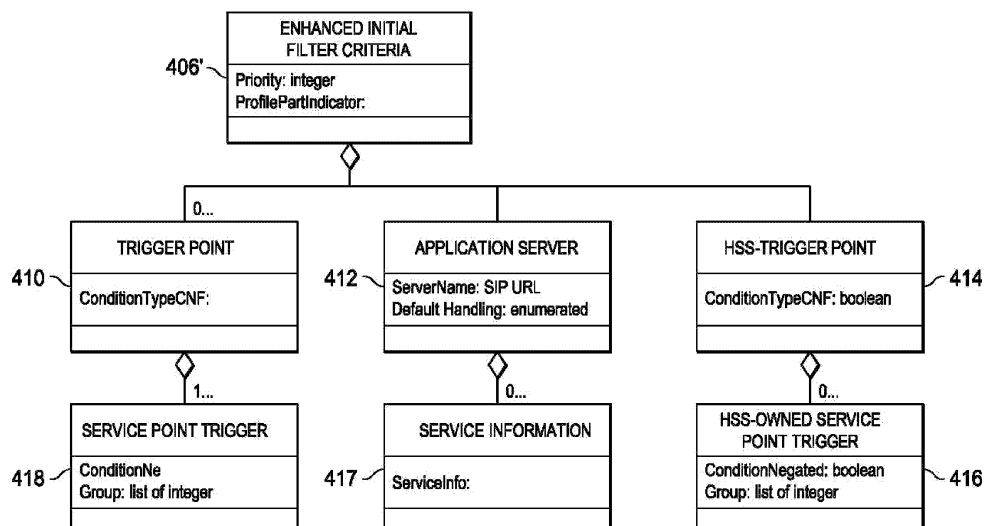 ENHANCED INITIAL
FILTER CRITERIA
406'
Priority: integer
ProfilePartIndicator:
0...
TRIGGER POINT
APPLICATION SERVER
HSS-TRIGGER POINT
410
ConditionTypeCNF:
412
ServerName: SIP URL
Default Handling: enumerated
ConditionTypeCNF: boolean
414
1...
0...
0...
SERVICE POINT TRIGGER
SERVICE INFORMATION
HSS-OWNED SERVICE
POINT TRIGGER
418
ConditionNe
Group: list of integer
417
ServiceInfo:
ConditionNegated: boolean
Group: list of integer
416